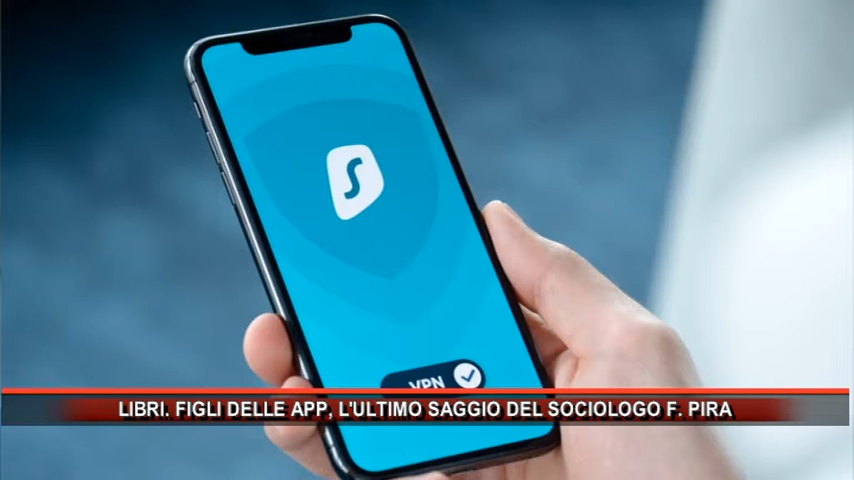 S
VPN
LIBRI. FIGLI DELLE APP, L'ULTIMO SAGGIO DEL SOCIOLOGO F. PIRA